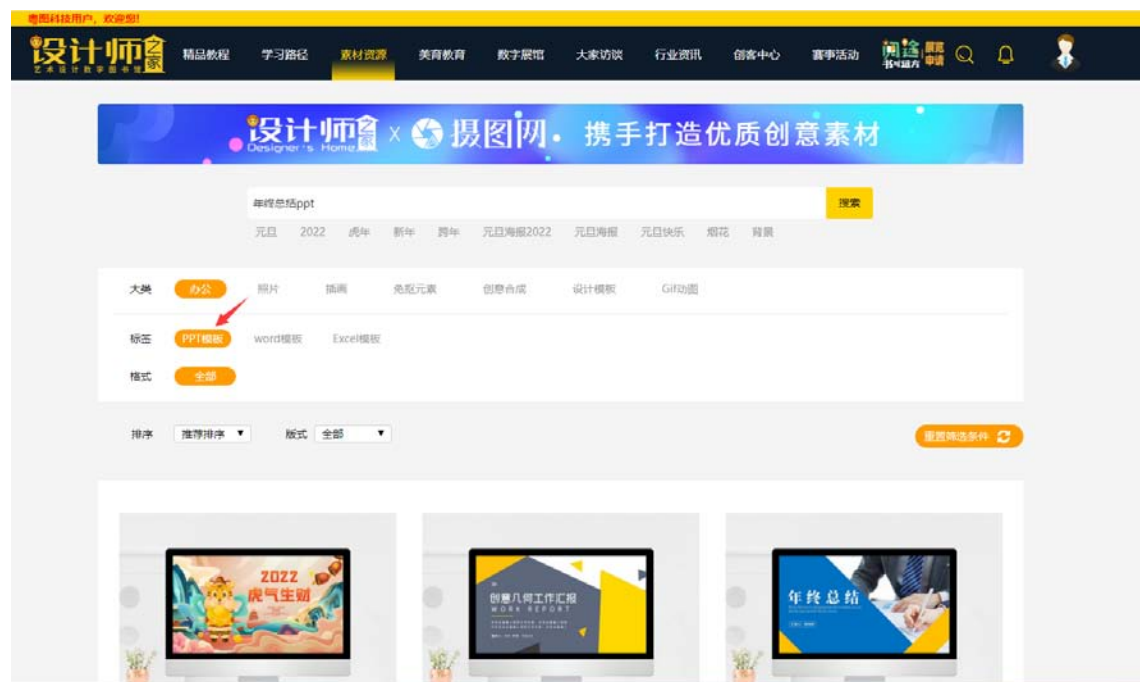 粤图科技用户，欢迎您!
设计师之家 精品教程 学习路径 素材资源 美育教育 数字展馆 大家访谈 行业资讯 创客中心 赛事活动 阅途 展览申请
艺术设计数字图书馆
设计师之家 × 摄图网。 携手打造优质创意素材
Designer's Home
年终总结ppt 搜索
元旦 2022 虎年 新年 跨年 元旦海报2022 元旦海报 元旦快乐 烟花 背景
大类 办公 照片 插画 免抠元素 创意合成 设计模板 Gif动图
标签 PPT模板 word模板 Excel模板
格式 全部
排序 推荐排序 版式 全部 重置筛选条件
2022 虎气生财
创意几何工作汇报
WORK REPORT
年终总结